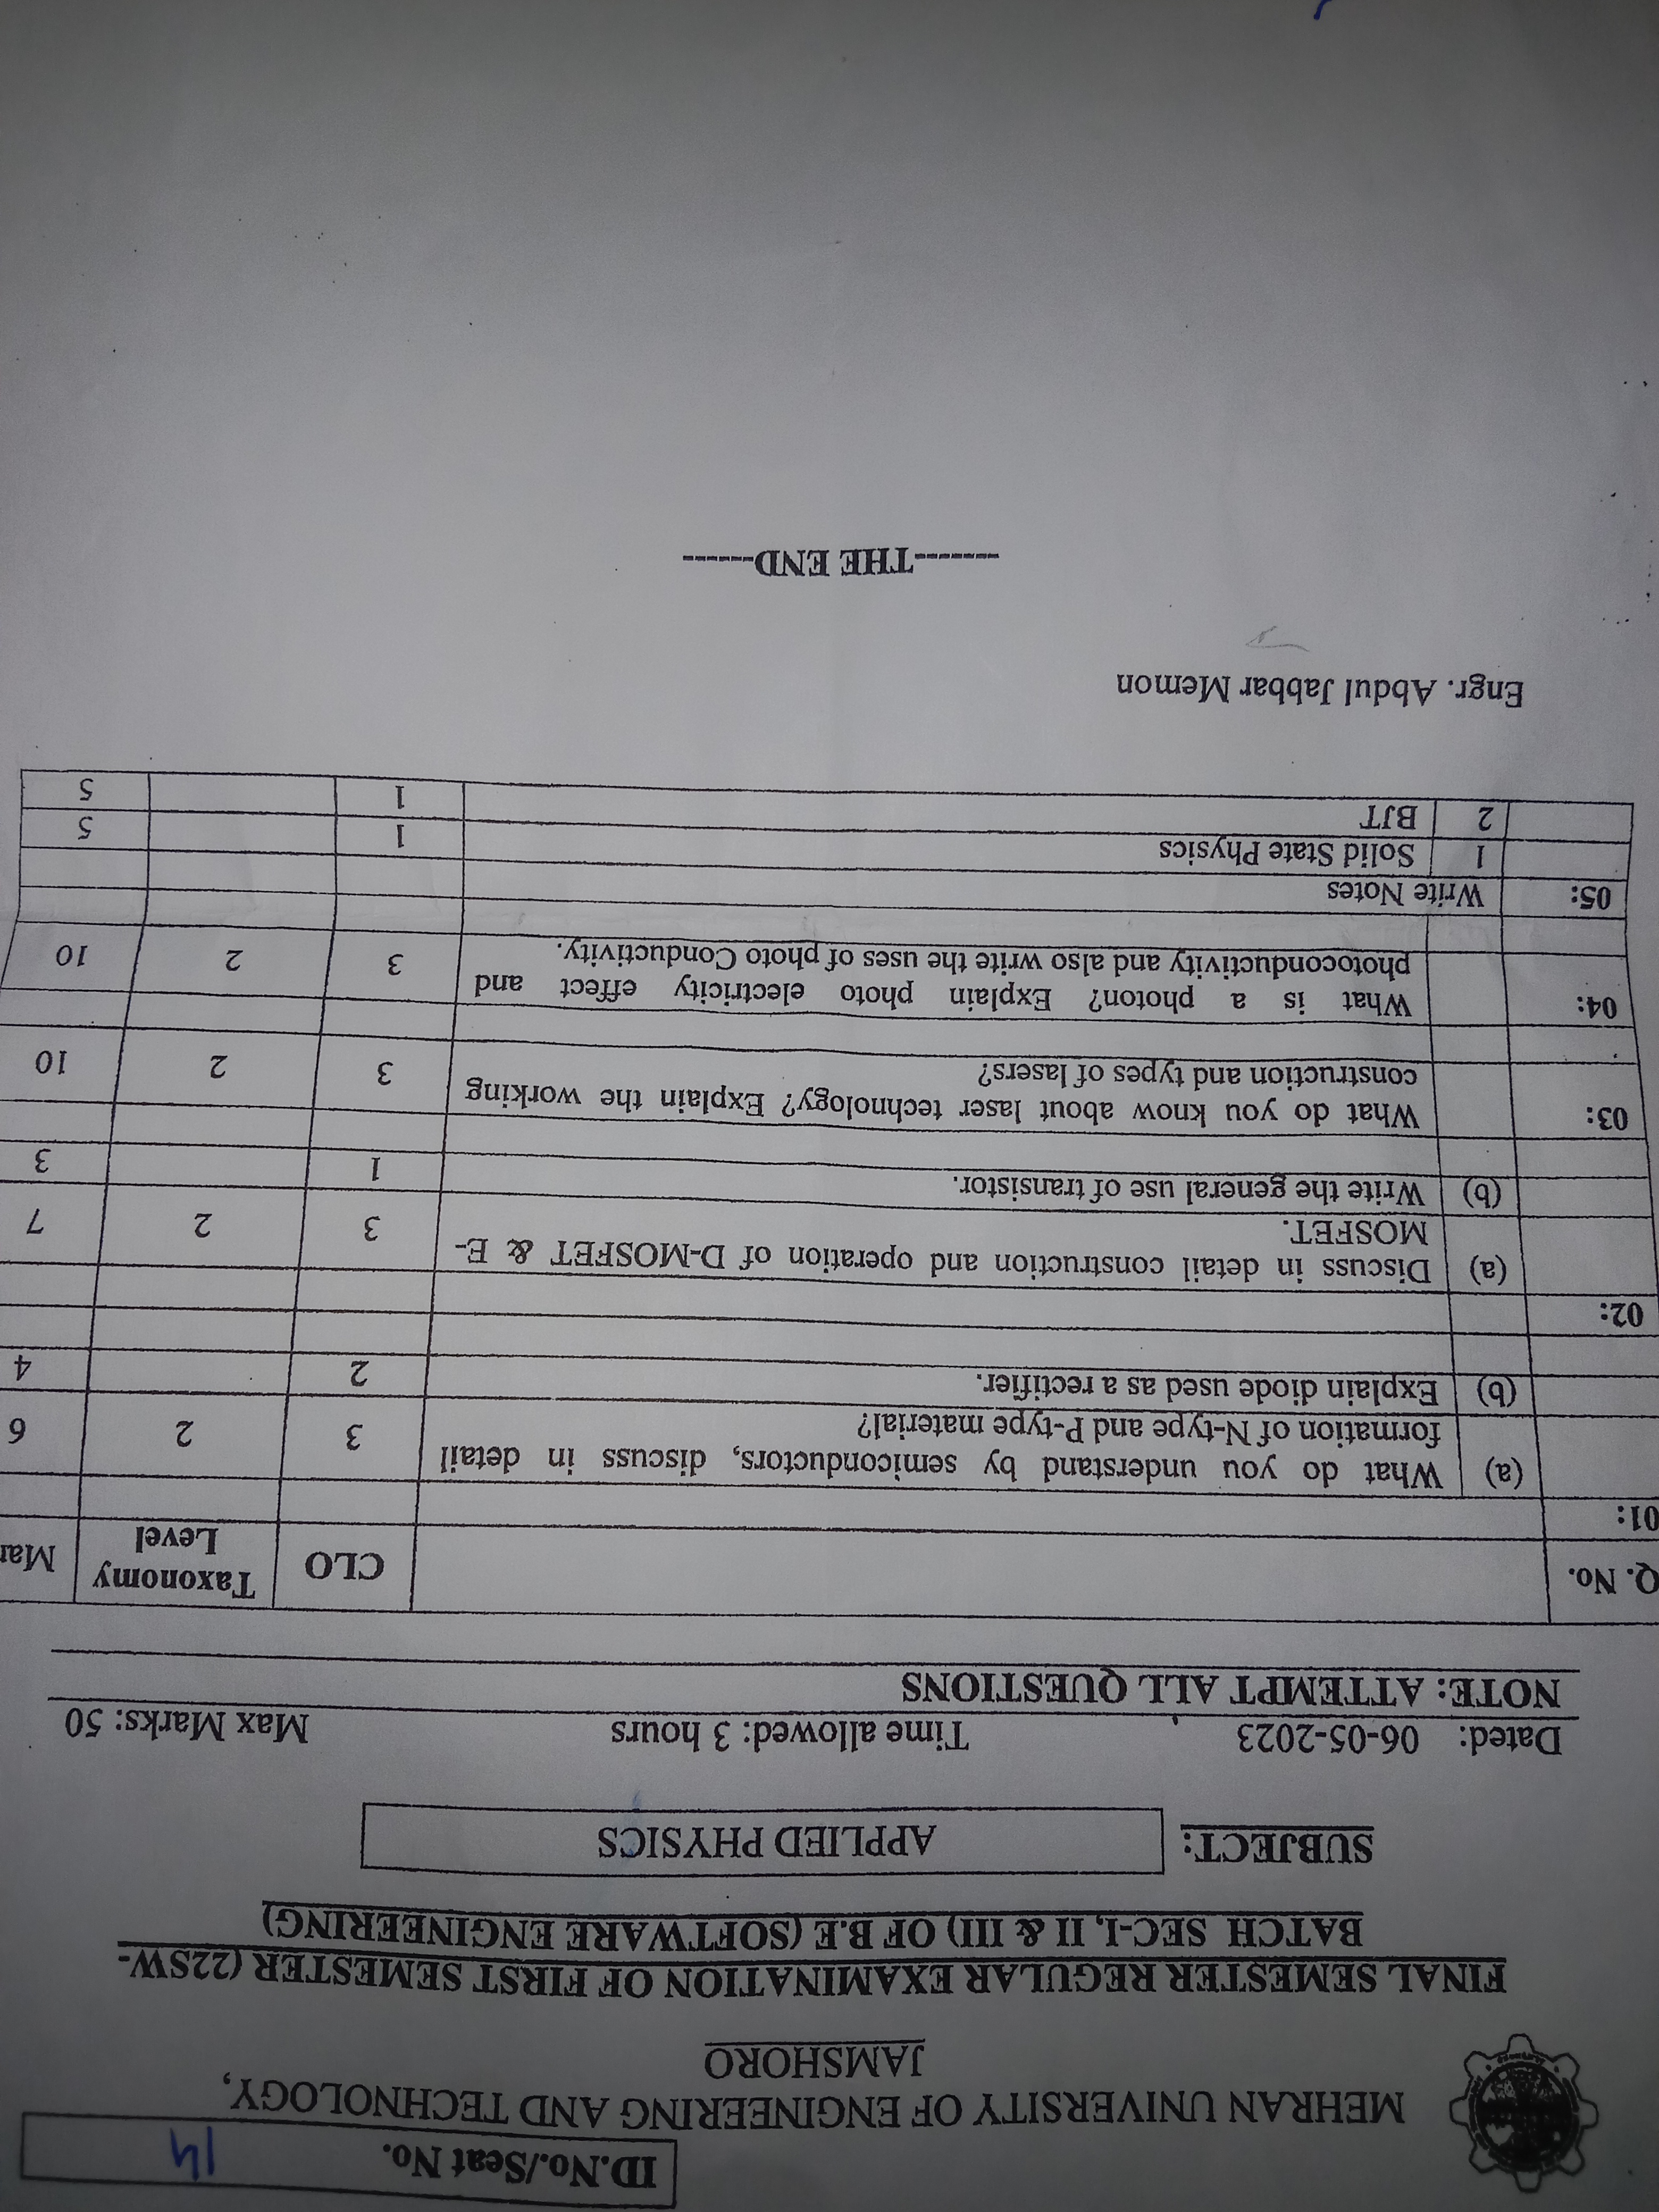 ID.No./Seat No. 14
MEHRAN UNIVERSITY OF ENGINEERING AND TECHNOLOGY,
JAMSHORO
FINAL SEMESTER REGULAR EXAMINATION OF FIRST SEMESTER (22SW-
BATCH SEC-I, II & III) OF B.E (SOFTWARE ENGINEERING)
SUBJECT: APPLIED PHYSICS
Dated: 06-05-2023 Time allowed: 3 hours Max Marks: 50
NOTE: ATTEMPT ALL QUESTIONS
Q. No. CLO Taxonomy Level Mar
01:
(a) What do you understand by semiconductors, discuss in detail
formation of N-type and P-type material? 3 2 6
(b) Explain diode used as a rectifier. 2 4
02:
(a) Discuss in detail construction and operation of D-MOSFET & E-
MOSFET. 3 2 7
(b) Write the general use of transistor. 1 3
03: What do you know about laser technology? Explain the working
construction and types of lasers? 3 2 10
04: What is a photon? Explain photo electricity effect and
photoconductivity and also write the uses of photo Conductivity. 3 2 10
05: Write Notes
1 Solid State Physics 1 5
2 BJT 1 5
Engr. Abdul Jabbar Memon
-------THE END------